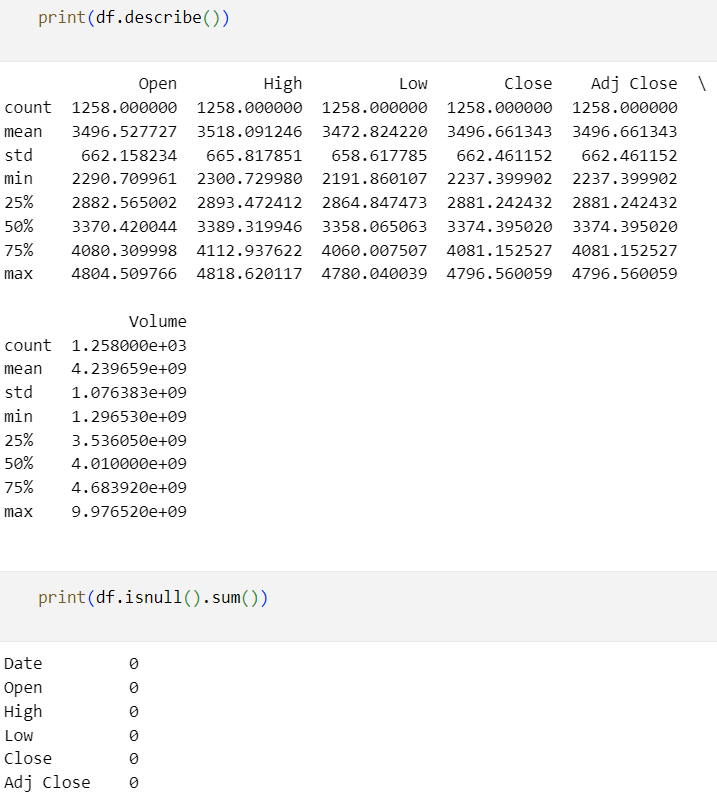 print(df.describe())
Open High Low Close Adj Close \
count 1258.000000 1258.000000 1258.000000 1258.000000 1258.000000
mean 3496.527727 3518.091246 3472.824220 3496.661343 3496.661343
std 662.158234 665.817851 658.617785 662.461152 662.461152
min 2290.709961 2300.729980 2191.860107 2237.399902 2237.399902
25% 2882.565002 2893.472412 2864.847473 2881.242432 2881.242432
50% 3370.420044 3389.319946 3358.065063 3374.395020 3374.395020
75% 4080.309998 4112.937622 4060.007507 4081.152527 4081.152527
max 4804.509766 4818.620117 4780.040039 4796.560059 4796.560059
Volume
count 1.258000e+03
mean 4.239659e+09
std 1.076383e+09
min 1.296530e+09
25% 3.536050e+09
50% 4.010000e+09
75% 4.683920e+09
max 9.976520e+09
print(df.isnull().sum())
Date 0
Open 0
High 0
Low 0
Close 0
Adj Close 0